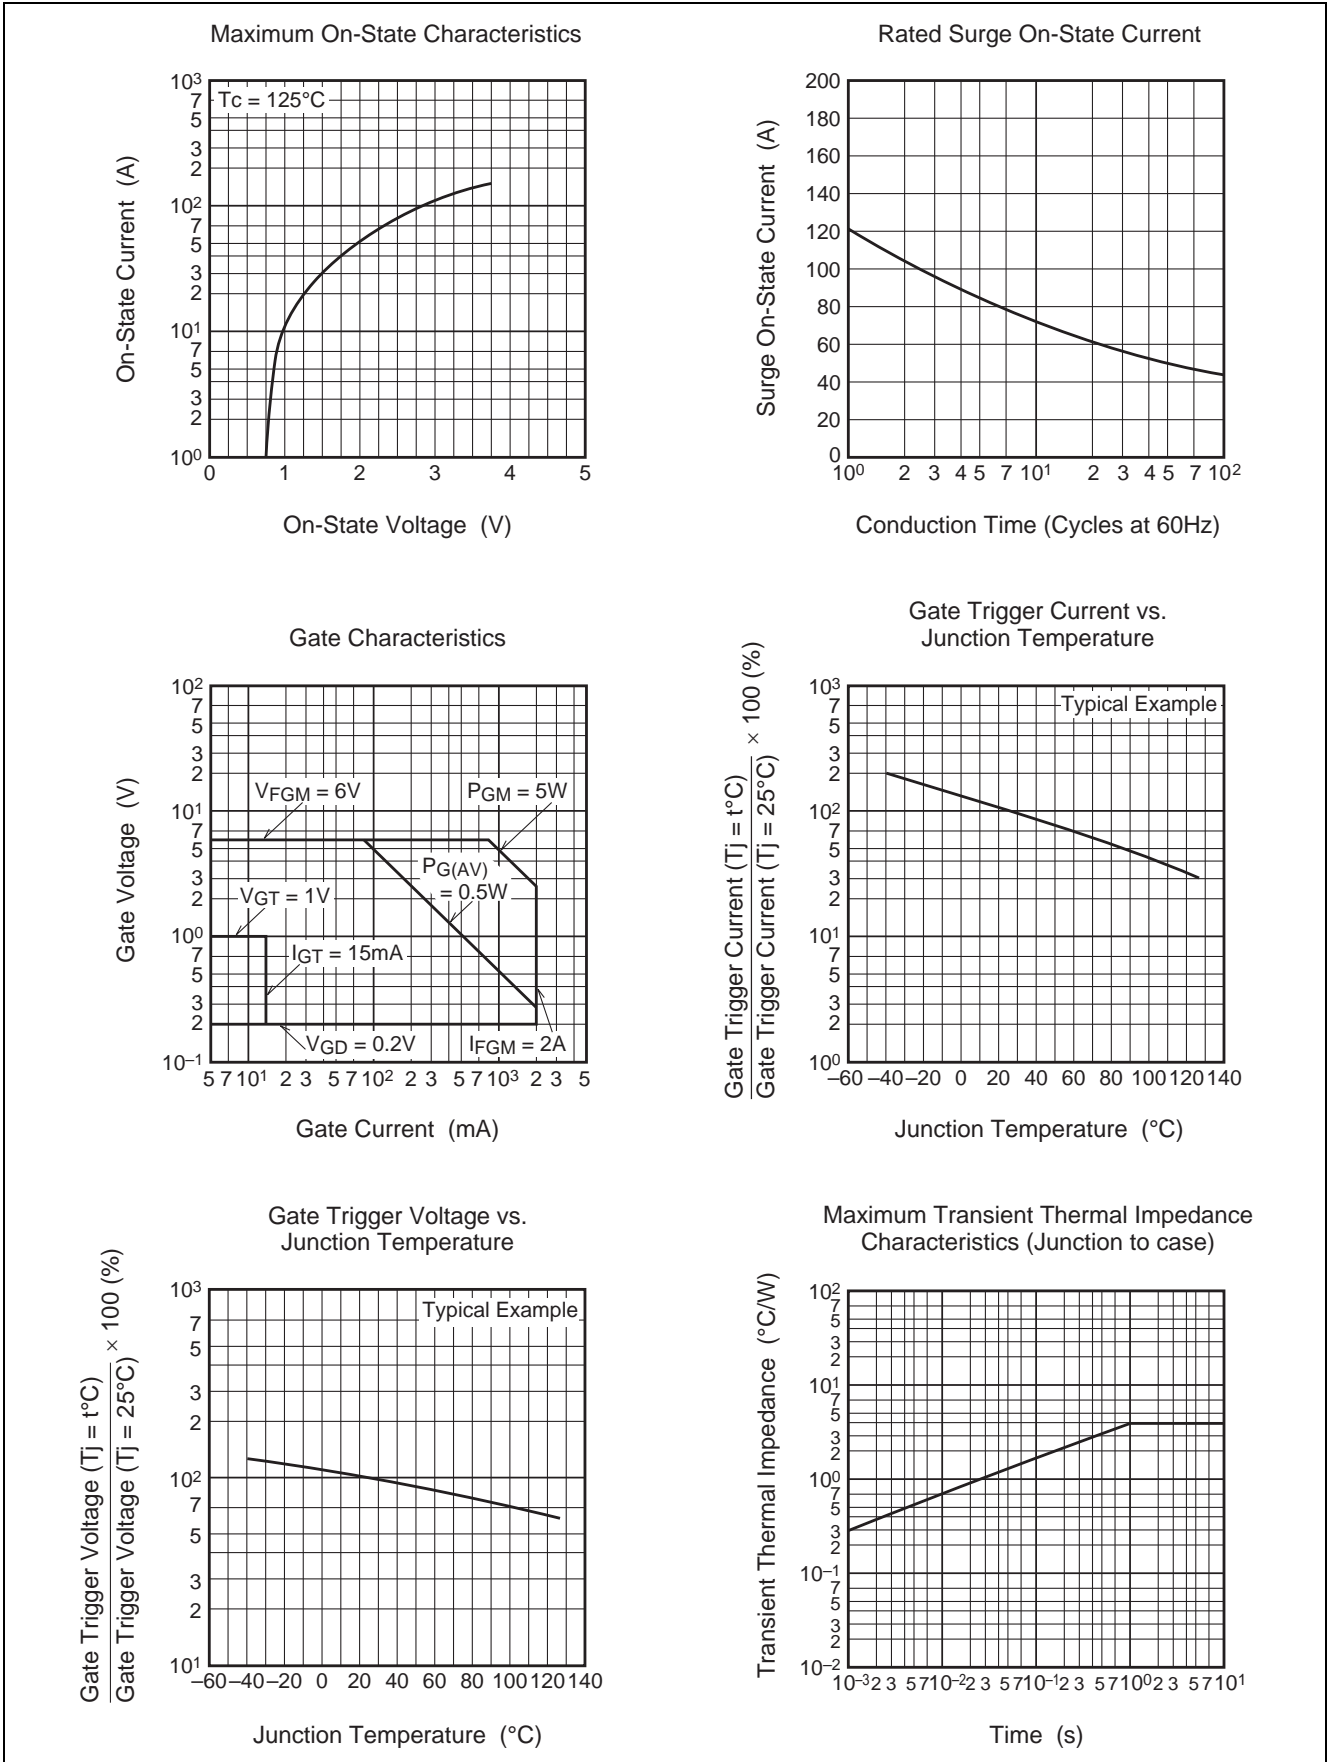 Maximum On-State Characteristics
10³
7
5
3
2
10²
7
5
3
2
10¹
7
5
3
2
10⁰
Tc = 125°C
On-State Current (A)
0 1 2 3 4 5
On-State Voltage (V)
Rated Surge On-State Current
200
180
160
140
120
100
80
60
40
20
0
Surge On-State Current (A)
10⁰ 2 3 4 5 7 10¹ 2 3 4 5 7 10²
Conduction Time (Cycles at 60Hz)
Gate Characteristics
10²
7
5
3
2
10¹
7
5
3
2
10⁰
7
5
3
2
10⁻¹
Gate Voltage (V)
VFGM = 6V
PGM = 5W
PG(AV)
= 0.5W
VGT = 1V
IGT = 15mA
VGD = 0.2V
IFGM = 2A
5 7 10¹ 2 3 5 7 10² 2 3 5 7 10³ 2 3 5
Gate Current (mA)
Gate Trigger Current vs.
Junction Temperature
10³
7
5
3
2
10²
7
5
3
2
10¹
7
5
3
2
10⁰
Typical Example
Gate Trigger Current (Tj = t°C)
Gate Trigger Current (Tj = 25°C)
× 100 (%)
–60 –40 –20 0 20 40 60 80 100 120 140
Junction Temperature (°C)
Gate Trigger Voltage vs.
Junction Temperature
10³
7
5
3
2
10²
7
5
3
2
10¹
Typical Example
Gate Trigger Voltage (Tj = t°C)
Gate Trigger Voltage (Tj = 25°C)
× 100 (%)
–60 –40 –20 0 20 40 60 80 100 120 140
Junction Temperature (°C)
Maximum Transient Thermal Impedance
Characteristics (Junction to case)
10²
7
5
3
2
10¹
7
5
3
2
10⁰
7
5
3
2
10⁻¹
7
5
3
2
10⁻²
Transient Thermal Impedance (°C/W)
10⁻³ 2 3 5 7 10⁻² 2 3 5 7 10⁻¹ 2 3 5 7 10⁰ 2 3 5 7 10¹
Time (s)